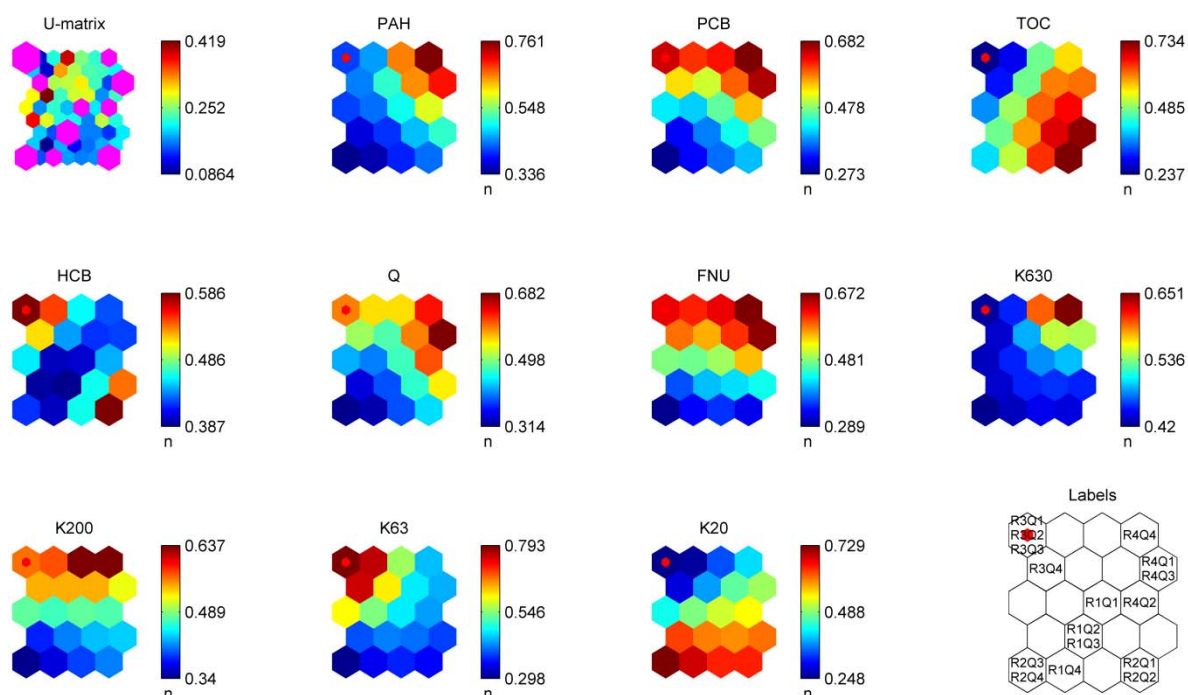 U-matrix
0.419
0.252
0.0864
PAH
0.761
0.548
0.336
n
PCB
0.682
0.478
0.273
n
TOC
0.734
0.485
0.237
n
HCB
0.586
0.486
0.387
n
Q
0.682
0.498
0.314
n
FNU
0.672
0.481
0.289
n
K630
0.651
0.536
0.42
n
K200
0.637
0.489
0.34
n
K63
0.793
0.546
0.298
n
K20
0.729
0.488
0.248
n
Labels
R3Q1
R3Q2 R4Q4
R3Q3
R3Q4 R4Q1
R4Q3
R1Q1 R4Q2
R1Q2
R1Q3
R2Q3 R1Q4 R2Q1
R2Q4 R2Q2